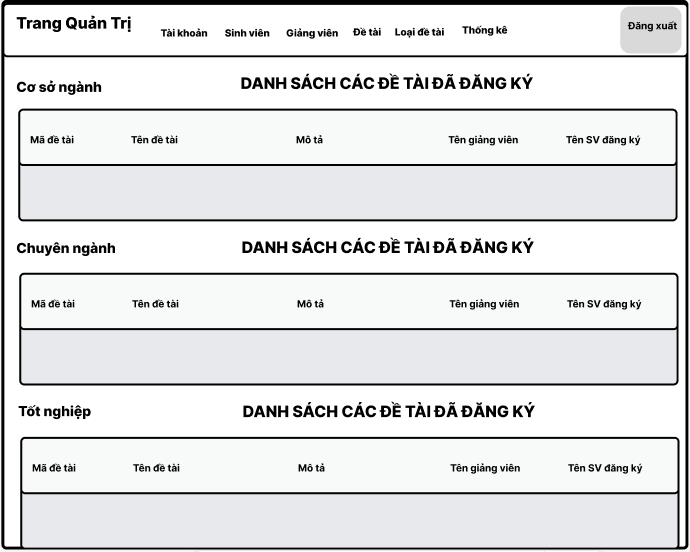 Trang Quản Trị
Tài khoản Sinh viên Giảng viên Đề tài Loại đề tài Thống kê Đăng xuất
Cơ sở ngành DANH SÁCH CÁC ĐỀ TÀI ĐÃ ĐĂNG KÝ
Mã đề tài Tên đề tài Mô tả Tên giảng viên Tên SV đăng ký
Chuyên ngành DANH SÁCH CÁC ĐỀ TÀI ĐÃ ĐĂNG KÝ
Mã đề tài Tên đề tài Mô tả Tên giảng viên Tên SV đăng ký
Tốt nghiệp DANH SÁCH CÁC ĐỀ TÀI ĐÃ ĐĂNG KÝ
Mã đề tài Tên đề tài Mô tả Tên giảng viên Tên SV đăng ký